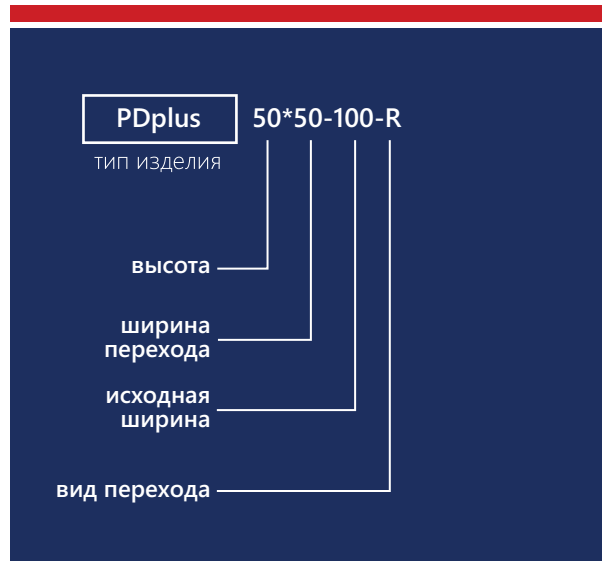 PDplus 50*50-100-R
тип изделия
высота
ширина
перехода
исходная
ширина
вид перехода